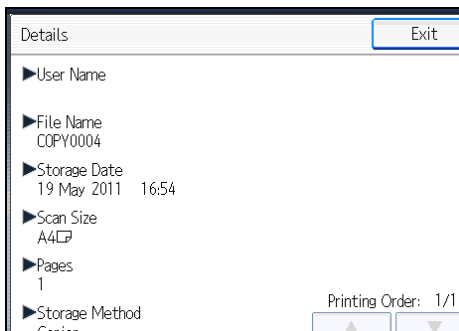 Details
Exit
►User Name
►File Name
COPY0004
►Storage Date
19 May 2011 16:54
►Scan Size
A4
►Pages
1
Printing Order: 1/1
►Storage Method